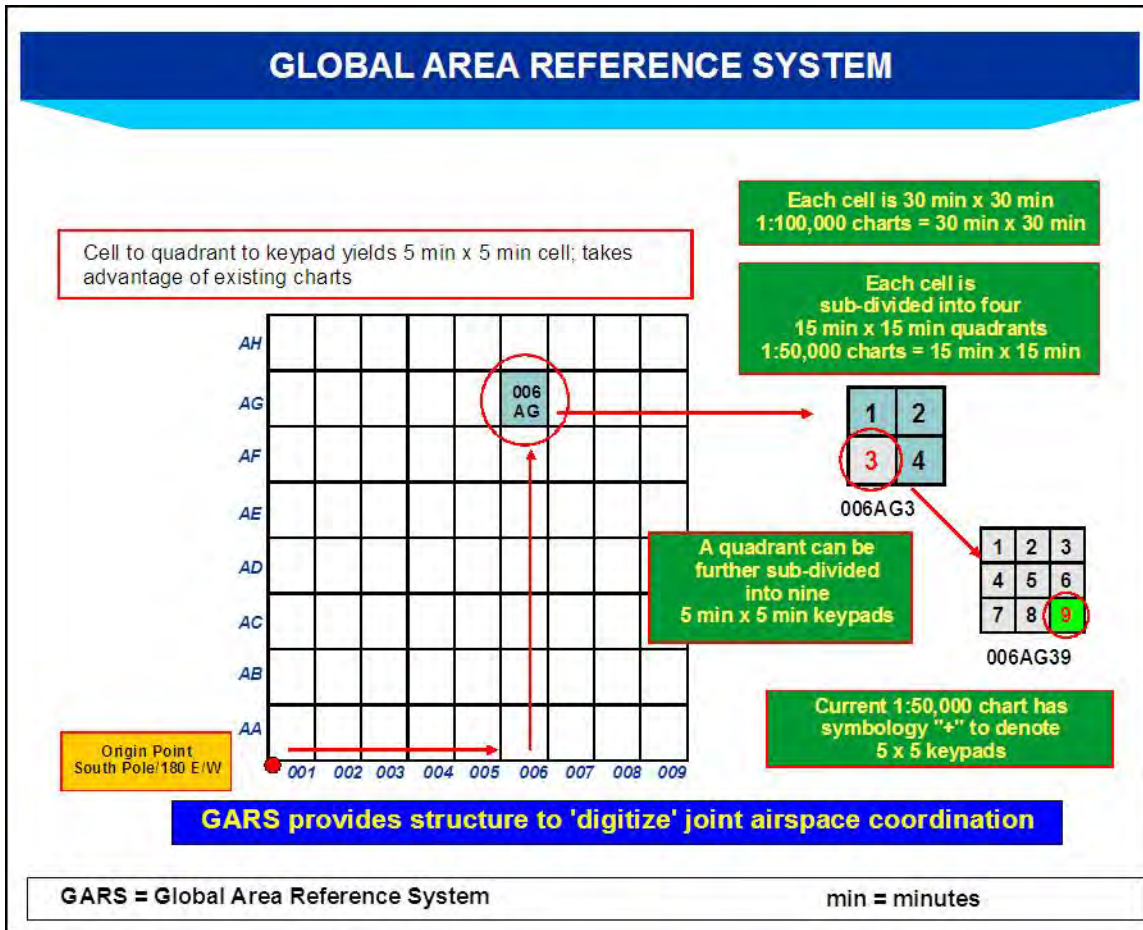 GLOBAL AREA REFERENCE SYSTEM
Each cell is 30 min x 30 min
1:100,000 charts = 30 min x 30 min
Cell to quadrant to keypad yields 5 min x 5 min cell; takes
advantage of existing charts
Each cell is
sub-divided into four
15 min x 15 min quadrants
1:50,000 charts = 15 min x 15 min
AH
AG
AF
AE
AD
AC
AB
AA
006
AG
1 2
3 4
006AG3
A quadrant can be
further sub-divided
into nine
5 min x 5 min keypads
1 2 3
4 5 6
7 8 9
006AG39
Current 1:50,000 chart has
symbology "+" to denote
5 x 5 keypads
Origin Point
South Pole/180 E/W
001 002 003 004 005 006 007 008 009
GARS provides structure to 'digitize' joint airspace coordination
GARS = Global Area Reference System min = minutes